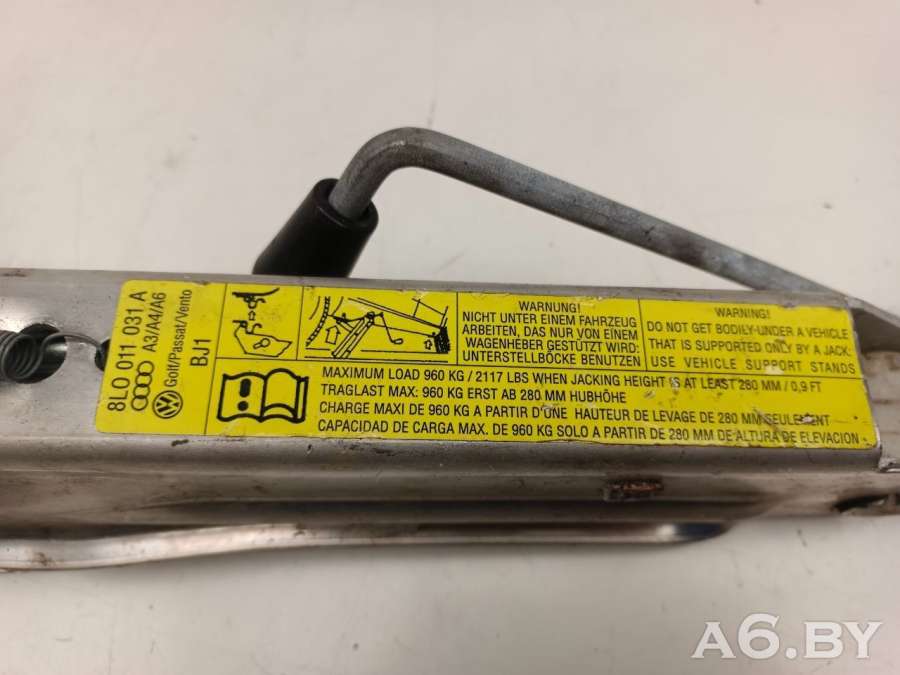 8L0 011 031 A
A3/A4/A6
Golf/Passat/Vento
BJ1
WARNUNG!
NICHT UNTER EINEM FAHRZEUG
ARBEITEN, DAS NUR VON EINEM
WAGENHEBER GESTÜTZT WIRD:
UNTERSTELLBÖCKE BENUTZEN
WARNING!
DO NOT GET BODILY UNDER A VEHICLE
THAT IS SUPPORTED ONLY BY A JACK:
USE VEHICLE SUPPORT STANDS
MAXIMUM LOAD 960 KG / 2117 LBS WHEN JACKING HEIGHT IS AT LEAST 280 MM / 0,9 FT
TRAGLAST MAX: 960 KG ERST AB 280 MM HUBHÖHE
CHARGE MAXI DE 960 KG A PARTIR D'UNE HAUTEUR DE LEVAGE DE 280 MM SEULEMENT
CAPACIDAD DE CARGA MAX. DE 960 KG SOLO A PARTIR DE 280 MM DE ALTURA DE ELEVACION
A6.BY